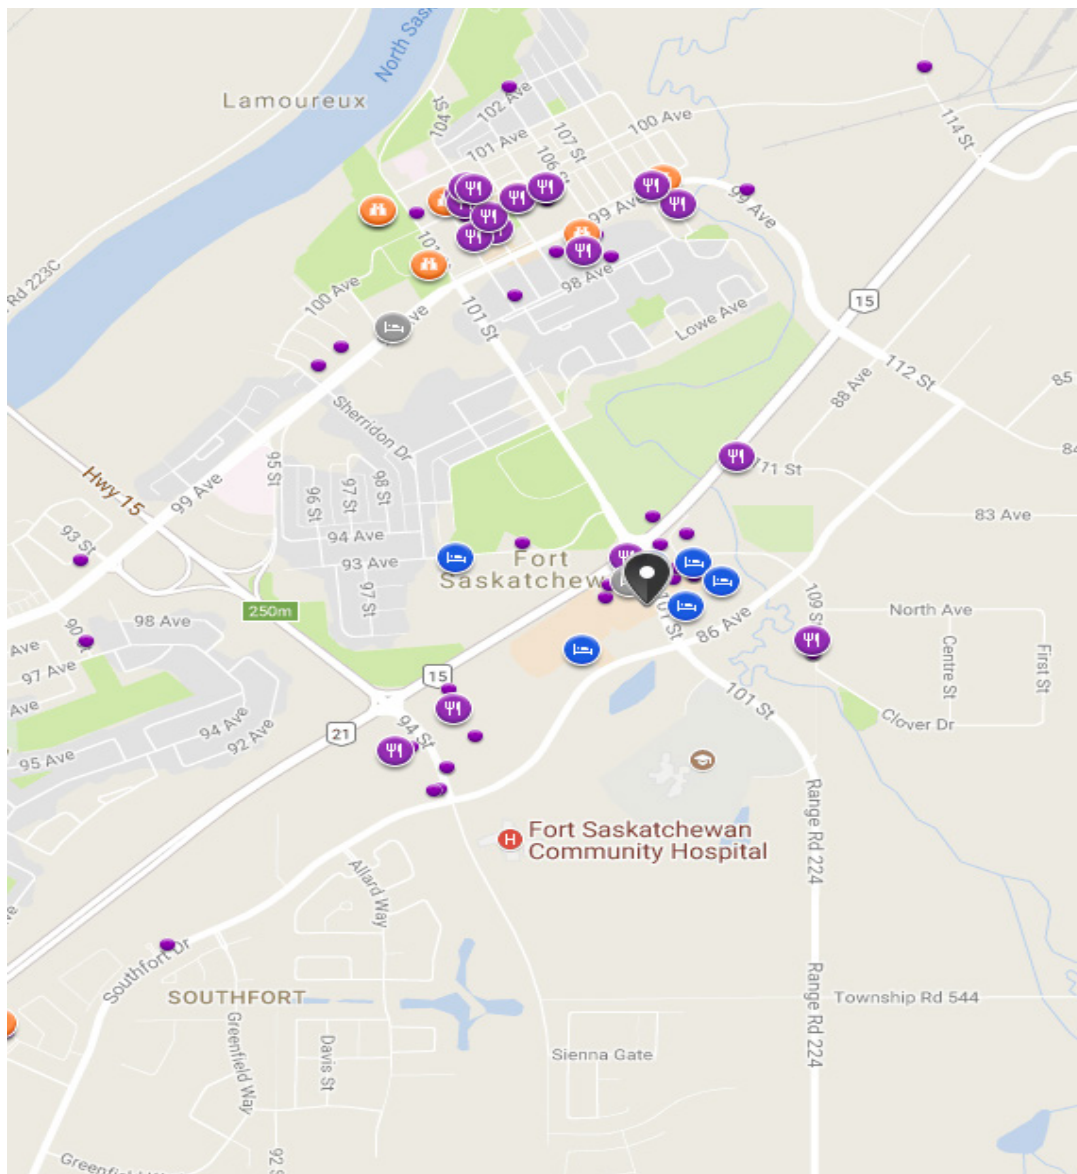 North Sas
Lamoureux
104 St
102 Ave
107 St
100 Ave
114 St
101 Ave
106 St
99 Ave
99 Ave
Rd 223C
98 Ave
100 Ave
101 St
15
Lowe Ave
112 St
88 Ave
85
Sherridon Dr
84
Hwy 15
95 St
99 Ave
98 St
97 St
96 St
171 St
83 Ave
93 St
94 Ave
93 Ave
Fort
Saskatchew
97 St
250m
109 St
North Ave
98 Ave
90
86 Ave
Ave
97 Ave
Centre St
First St
15
Ave
101 St
94 Ave
92 Ave
94 St
Clover Dr
21
95 Ave
H
Fort Saskatchewan
Community Hospital
Range Rd 224
Allard Way
Southfort Dr
SOUTHFORT
Range Rd 224
Township Rd 544
Greenfield Way
Davis St
Sienna Gate
92 S
Greenfield Way